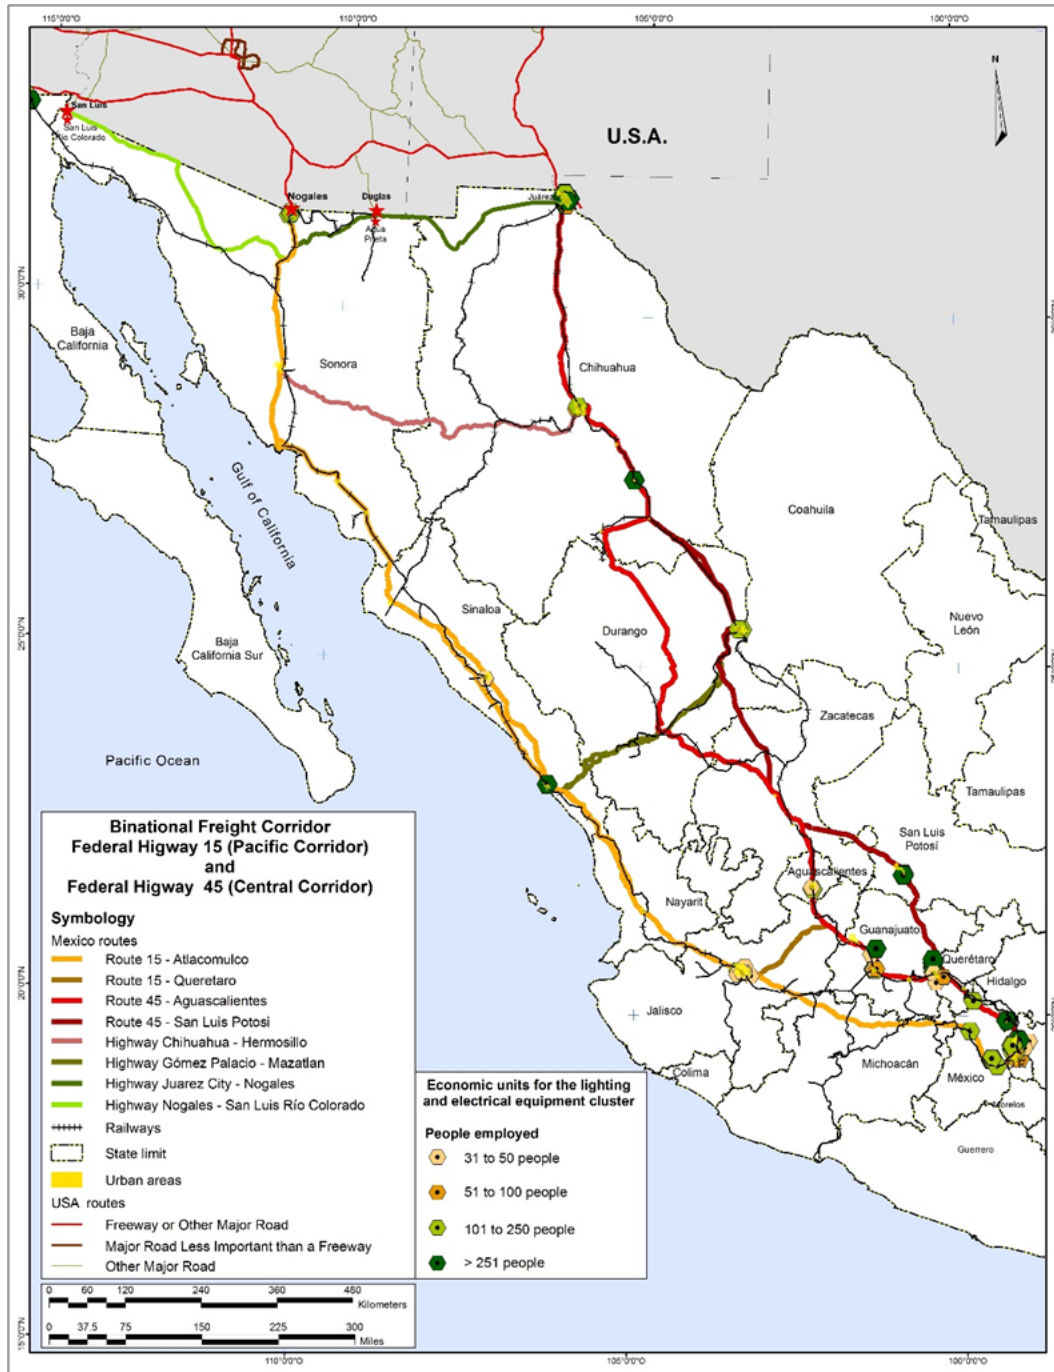 115°0'0"O
110°0'0"O
105°0'0"O
100°0'0"O
N
U.S.A.
San Luis
San Luis
Río Colorado
Nogales
Duglas
Agua
Prieta
Juárez
30°0'0"N
Baja
California
Sonora
Chihuahua
Coahuila
Tamaulipas
Gulf of California
Nuevo
León
Sinaloa
Durango
25°0'0"N
Baja
California Sur
Zacatecas
Pacific Ocean
Tamaulipas
San Luis
Potosí
Aguascalientes
Nayarit
Guanajuato
Querétaro
Hidalgo
20°0'0"N
Jalisco
Michoacán
Colima
México
D.F.
Morelos
Guerrero
Binational Freight Corridor
Federal Higway 15 (Pacific Corridor)
and
Federal Higway 45 (Central Corridor)
Symbology
Mexico routes
Route 15 - Atlacomulco
Route 15 - Queretaro
Route 45 - Aguascalientes
Route 45 - San Luis Potosi
Highway Chihuahua - Hermosillo
Highway Gómez Palacio - Mazatlan
Highway Juarez City - Nogales
Highway Nogales - San Luis Río Colorado
Railways
State limit
Urban areas
USA routes
Freeway or Other Major Road
Major Road Less Important than a Freeway
Other Major Road
Economic units for the lighting
and electrical equipment cluster
People employed
31 to 50 people
51 to 100 people
101 to 250 people
> 251 people
0 60 120 240 360 480
Kilometers
0 37.5 75 150 225 300
Miles
15°0'0"N
110°0'0"O
105°0'0"O
100°0'0"O